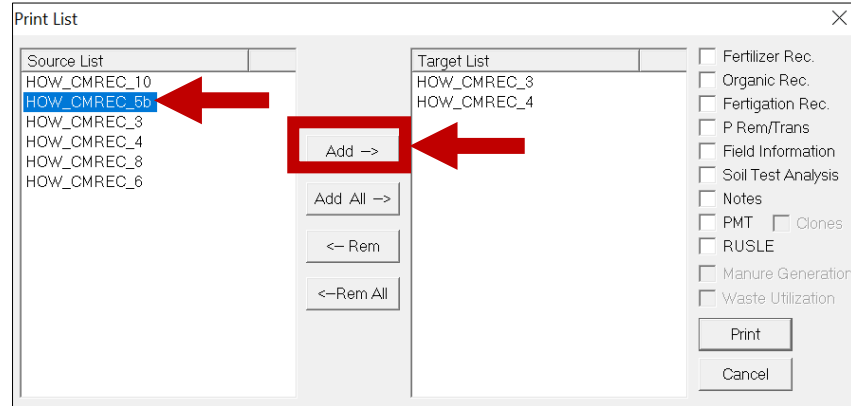 Print List
Source List
HOW_CMREC_10
HOW_CMREC_5b
HOW_CMREC_3
HOW_CMREC_4
HOW_CMREC_8
HOW_CMREC_6
Add –>
Add All –>
<– Rem
<–Rem All
Target List
HOW_CMREC_3
HOW_CMREC_4
Fertilizer Rec.
Organic Rec.
Fertigation Rec.
P Rem/Trans
Field Information
Soil Test Analysis
Notes
PMT Clones
RUSLE
Manure Generation
Waste Utilization
Print
Cancel